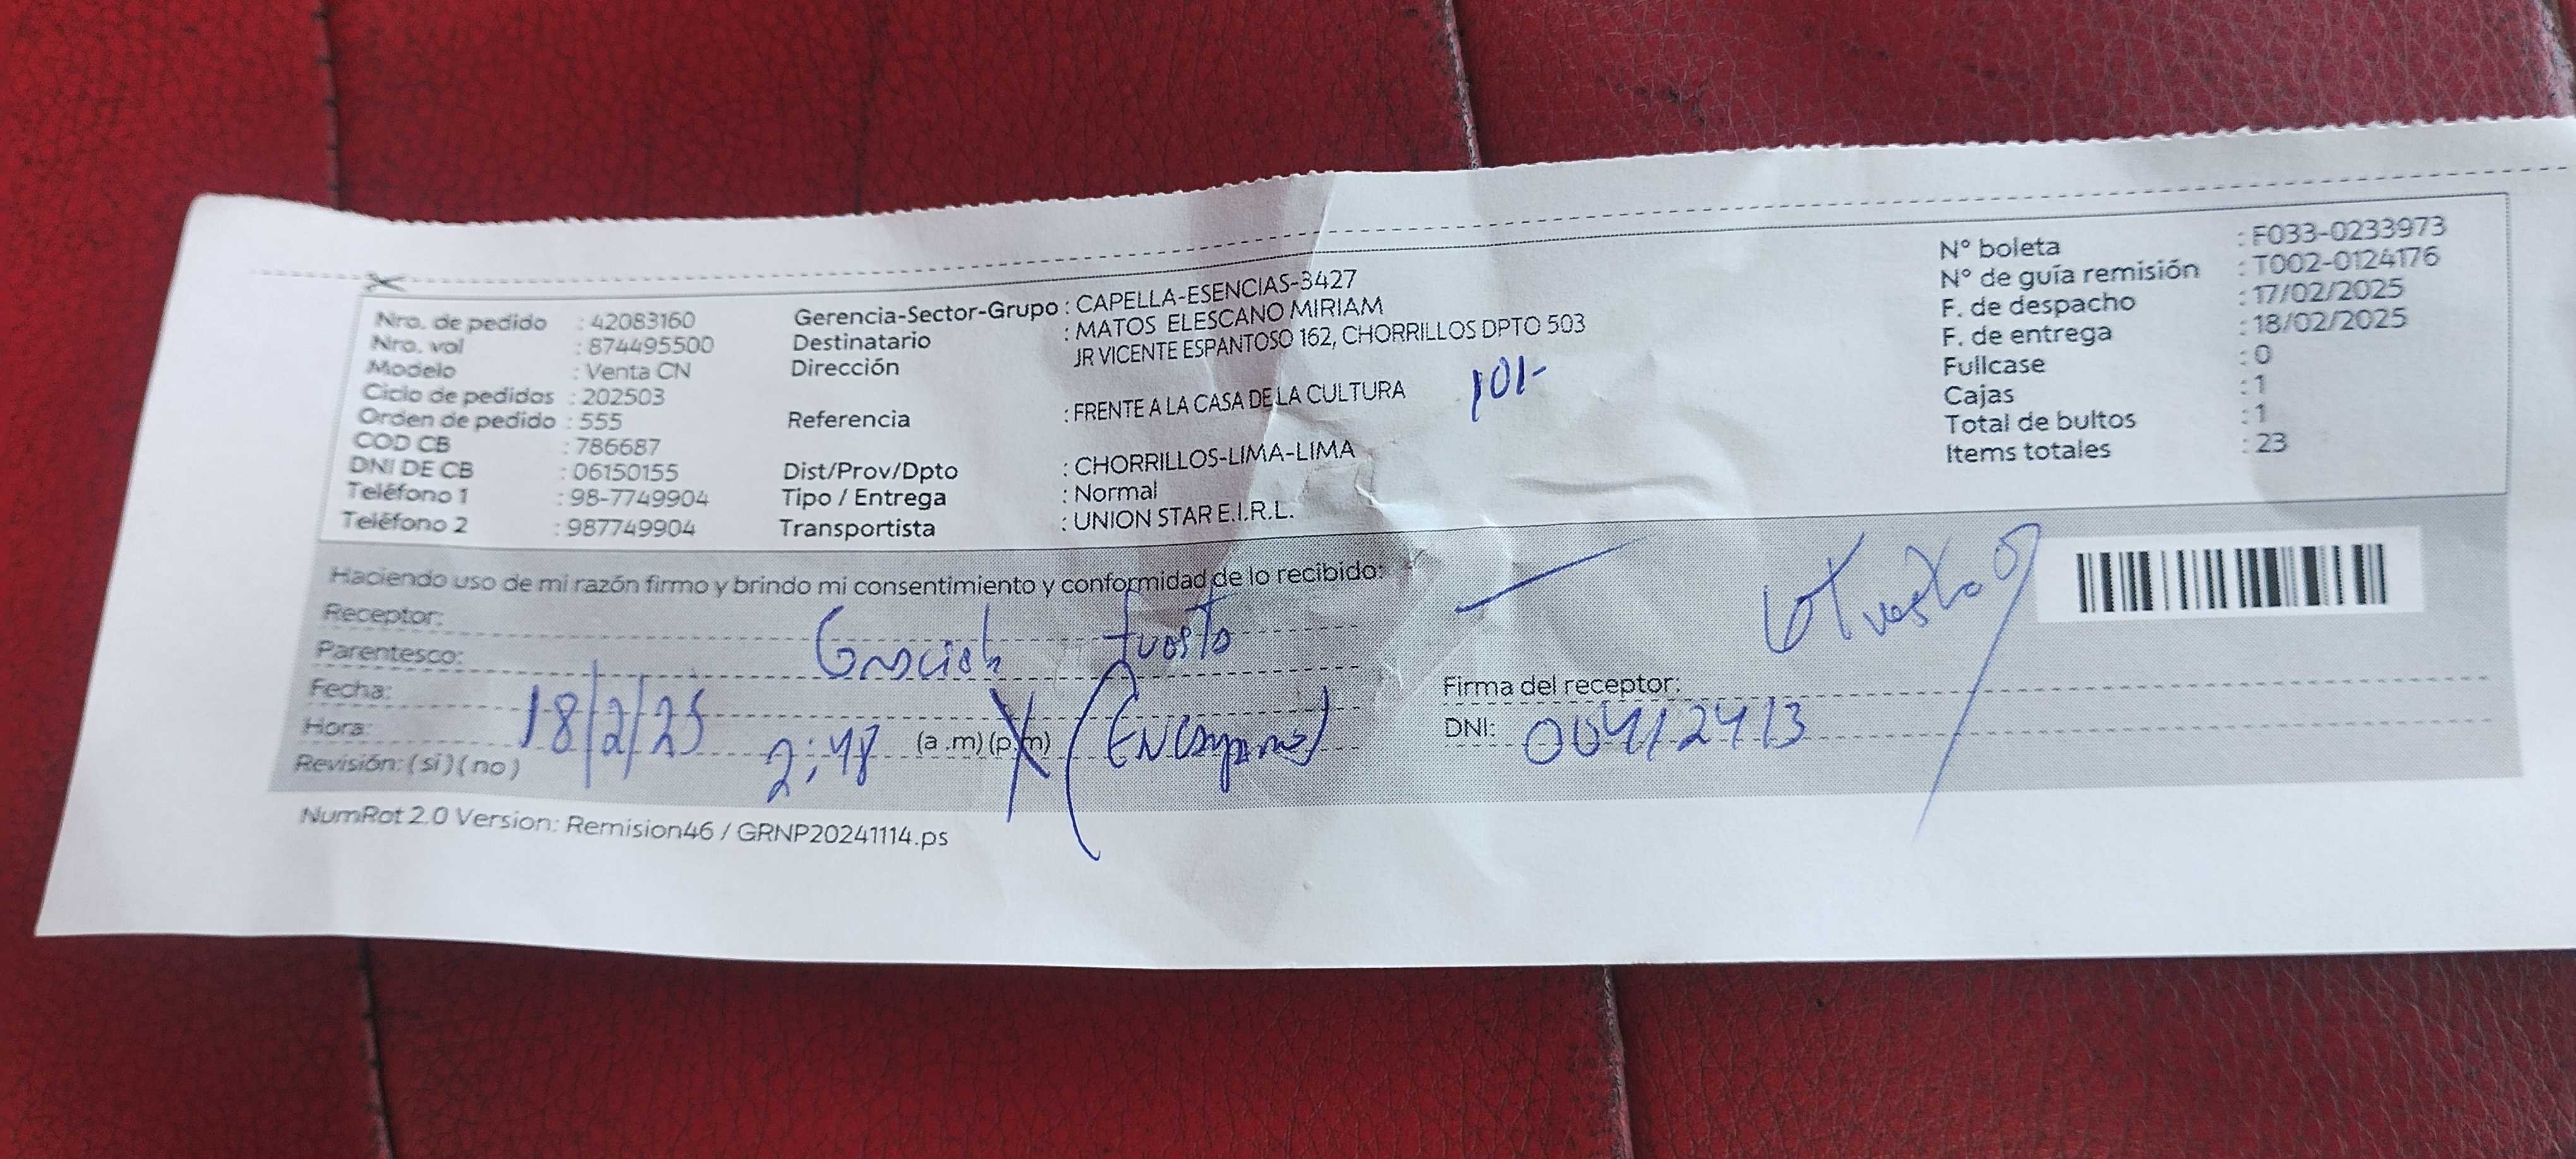 Nro. de pedido : 42083160
Nro. vol : 874495500
Modelo : Venta CN
Ciclo de pedidos : 202503
Orden de pedido : 555
COD CB : 786687
DNI DE CB : 06150155
Teléfono 1 : 98-7749904
Teléfono 2 : 987749904
Gerencia-Sector-Grupo : CAPELLA-ESENCIAS-3427
Destinatario : MATOS ELESCANO MIRIAM
Dirección JR VICENTE ESPANTOSO 162, CHORRILLOS DPTO 503
101-
Referencia : FRENTE A LA CASA DE LA CULTURA
Dist/Prov/Dpto : CHORRILLOS-LIMA-LIMA
Tipo / Entrega : Normal
Transportista : UNION STAR E.I.R.L.
N° boleta : F033-0233973
N° de guía remisión : T002-0124176
F. de despacho : 17/02/2025
F. de entrega : 18/02/2025
Fullcase : 0
Cajas : 1
Total de bultos : 1
Items totales : 23
Haciendo uso de mi razón firmo y brindo mi consentimiento y conformidad de lo recibido:
Receptor:
Parentesco:
Fecha: 18/2/25
Hora: 2:48 (a.m)(p.m)
Revisión: (si)(no)
Firma del receptor:
DNI:
NumRot 2.0 Version: Remision46 / GRNP20241114.ps